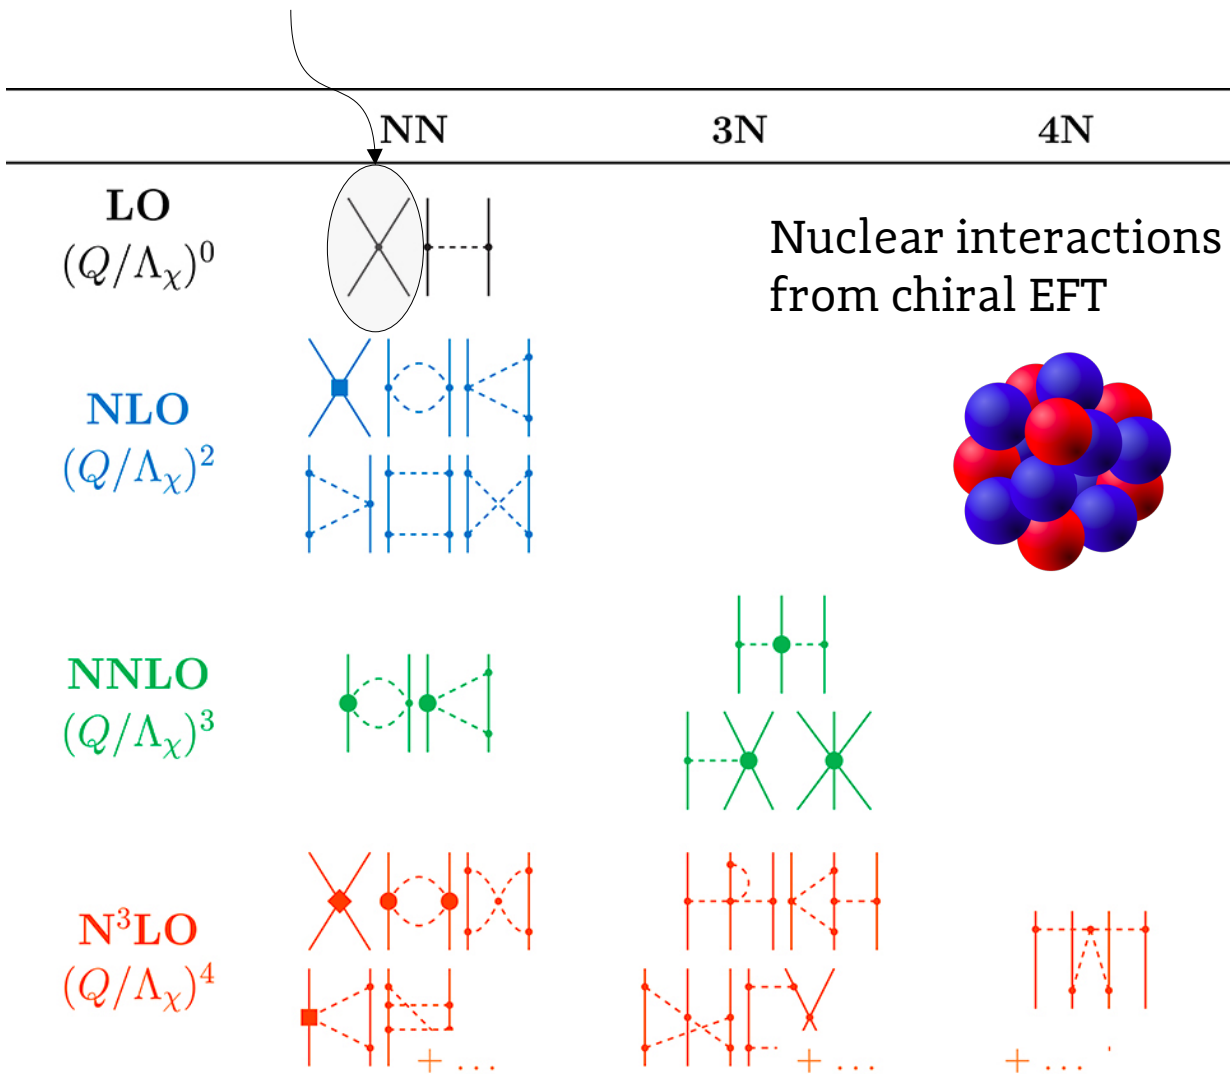 NN 3N 4N
LO
(Q/Λχ)⁰
Nuclear interactions
from chiral EFT
NLO
(Q/Λχ)²
NNLO
(Q/Λχ)³
N³LO
(Q/Λχ)⁴
+ ... + ... + ...